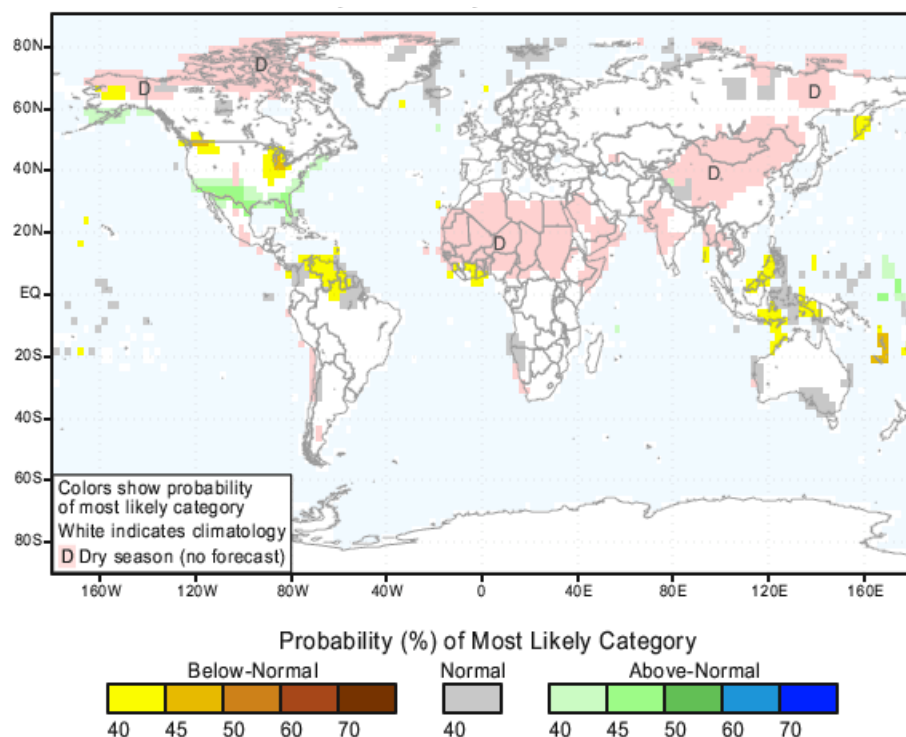 80N
60N
40N
20N
EQ
20S
40S
60S
80S
D
D
D
D
D
Colors show probability
of most likely category
White indicates climatology
D Dry season (no forecast)
160W 120W 80W 40W 0 40E 80E 120E 160E
Probability (%) of Most Likely Category
Below-Normal Normal Above-Normal
40 45 50 60 70 40 40 45 50 60 70